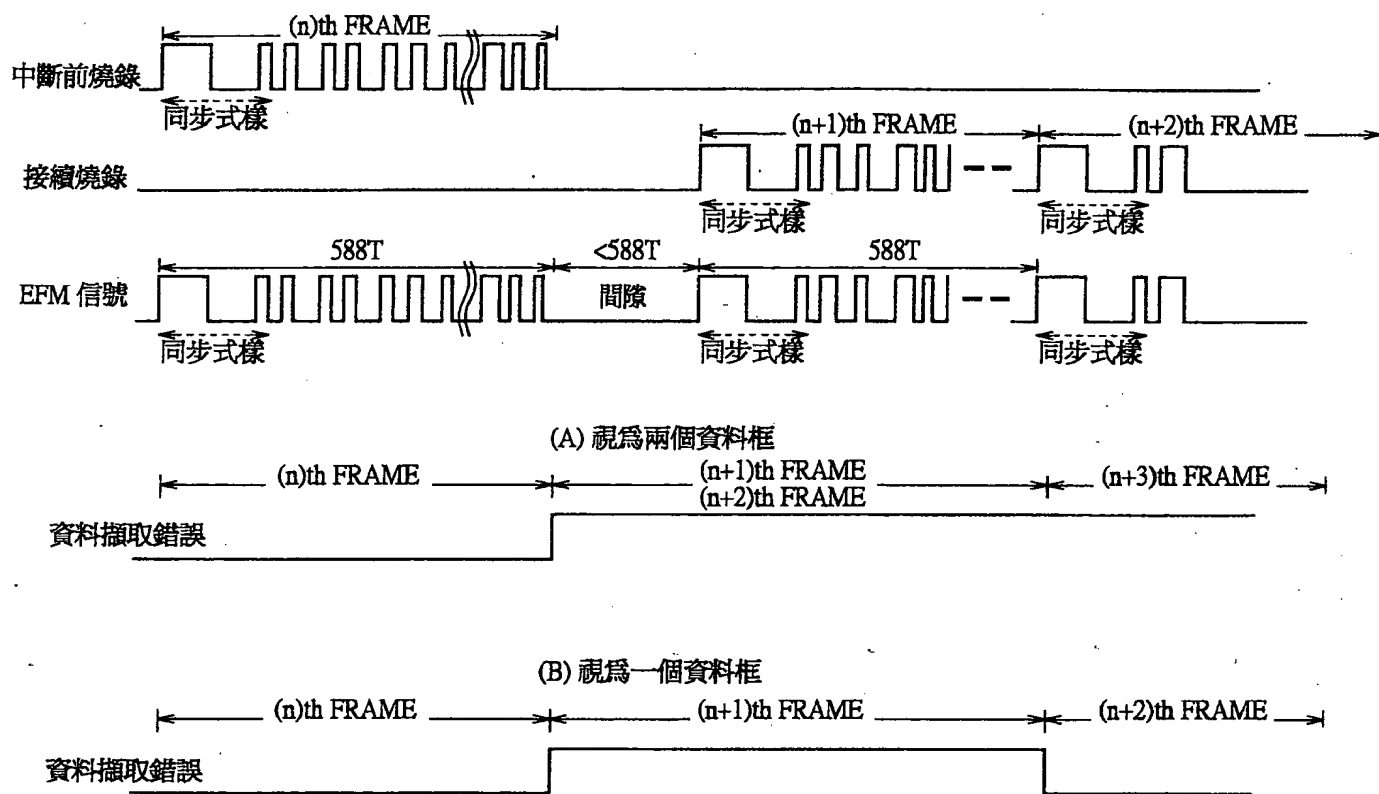 (n)th FRAME
中斷前燒錄
同步式樣
(n+1)th FRAME
(n+2)th FRAME
接續燒錄
同步式樣
同步式樣
588T
<588T
588T
EFM 信號
間隙
同步式樣
同步式樣
同步式樣
(A) 視爲兩個資料框
(n)th FRAME
(n+1)th FRAME
(n+2)th FRAME
(n+3)th FRAME
資料擷取錯誤
(B) 視爲一個資料框
(n)th FRAME
(n+1)th FRAME
(n+2)th FRAME
資料擷取錯誤